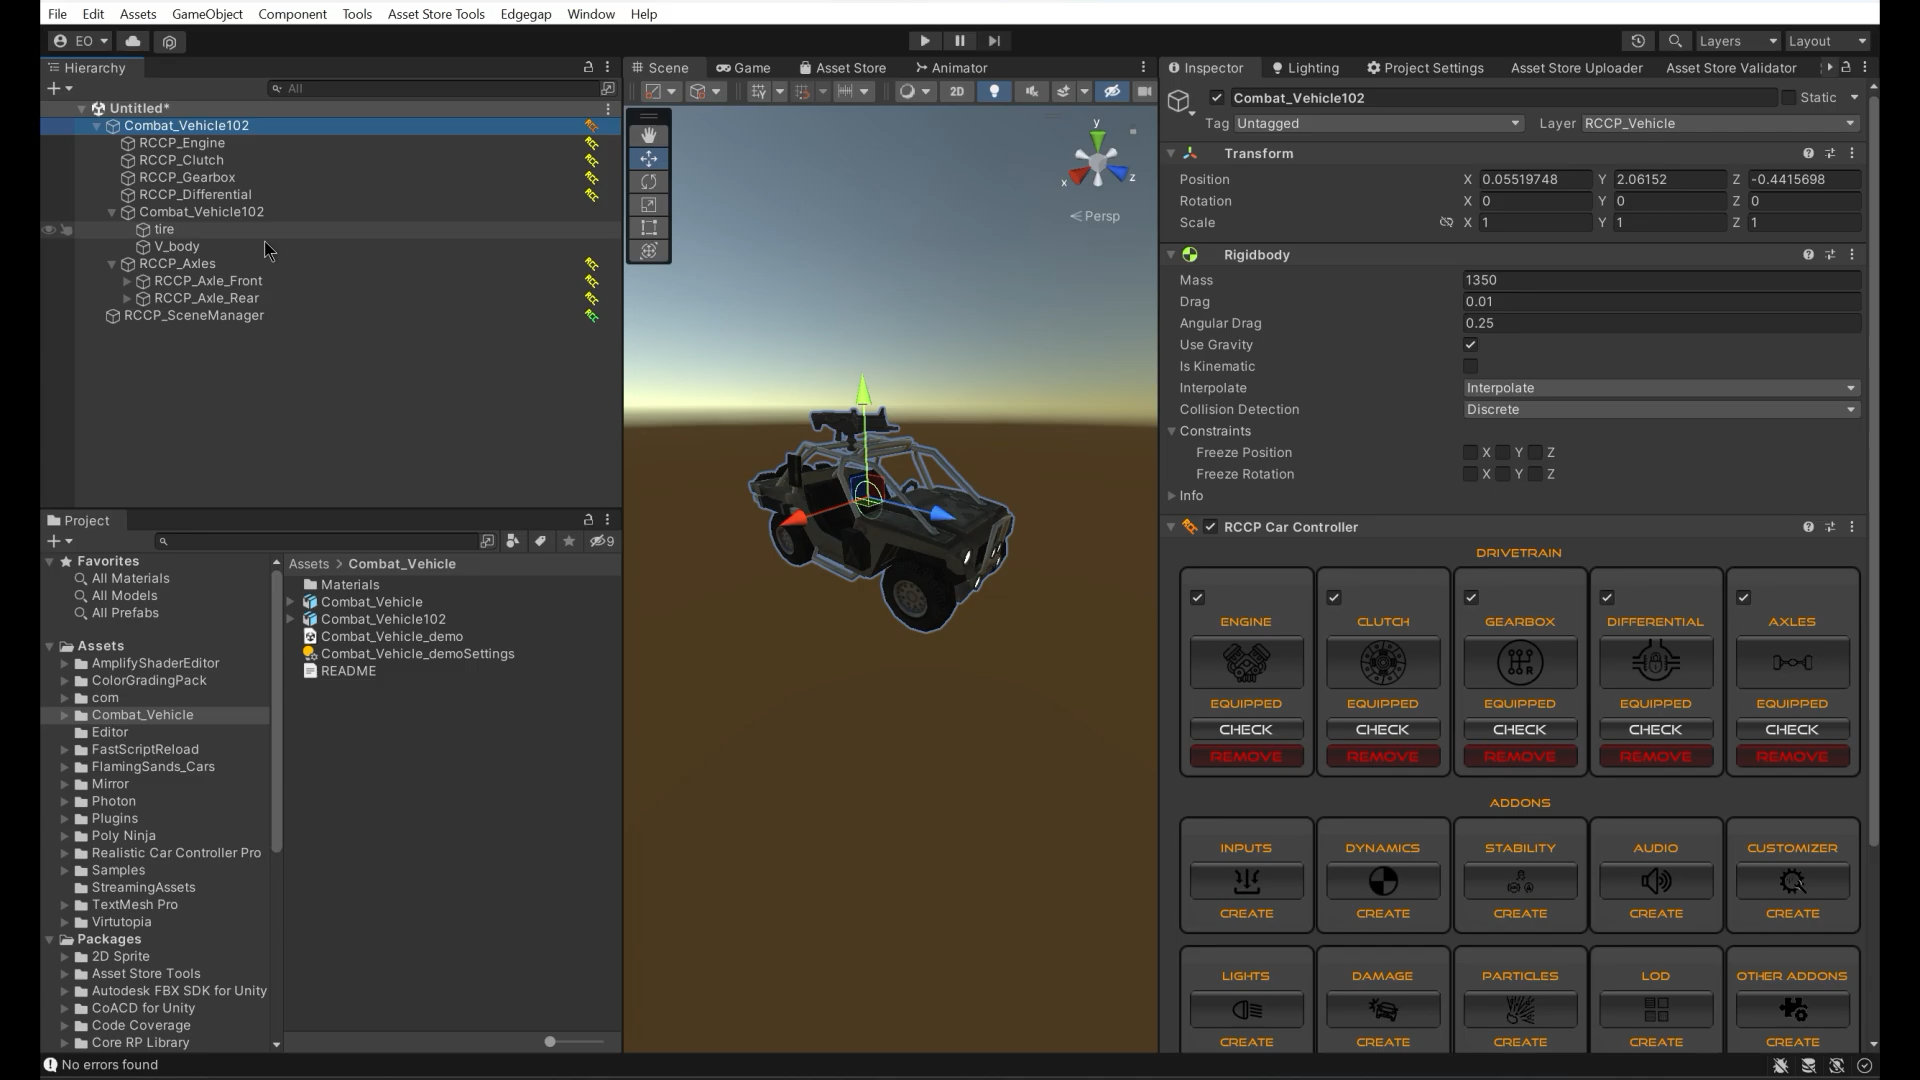 File Edit Assets GameObject Component Tools Asset Store Tools Edgegap Window Help
EO Layers Layout
Hierarchy
All
Untitled*
Combat_Vehicle102
RCCP_Engine
RCCP_Clutch
RCCP_Gearbox
RCCP_Differential
Combat_Vehicle102
tire
V_body
RCCP_Axles
RCCP_Axle_Front
RCCP_Axle_Rear
RCCP_SceneManager
Project
9
Favorites
All Materials
All Models
All Prefabs
Assets
AmplifyShaderEditor
ColorGradingPack
com
Combat_Vehicle
Editor
FastScriptReload
FlamingSands_Cars
Mirror
Photon
Plugins
Poly Ninja
Realistic Car Controller Pro
Samples
StreamingAssets
TextMesh Pro
Virtutopia
Packages
2D Sprite
Asset Store Tools
Autodesk FBX SDK for Unity
CoACD for Unity
Code Coverage
Core RP Library
Assets > Combat_Vehicle
Materials
Combat_Vehicle
Combat_Vehicle102
Combat_Vehicle_demo
Combat_Vehicle_demoSettings
README
Scene Game Asset Store Animator
2D
y
x z
Persp
Inspector Lighting Project Settings Asset Store Uploader Asset Store Validator
Combat_Vehicle102 Static
Tag Untagged Layer RCCP_Vehicle
Transform
Position X 0.05519748 Y 2.06152 Z -0.4415698
Rotation X 0 Y 0 Z 0
Scale X 1 Y 1 Z 1
Rigidbody
Mass 1350
Drag 0.01
Angular Drag 0.25
Use Gravity
Is Kinematic
Interpolate Interpolate
Collision Detection Discrete
Constraints
Freeze Position X Y Z
Freeze Rotation X Y Z
Info
RCCP Car Controller
DRIVETRAIN
ENGINE CLUTCH GEARBOX DIFFERENTIAL AXLES
EQUIPPED EQUIPPED EQUIPPED EQUIPPED EQUIPPED
CHECK CHECK CHECK CHECK CHECK
REMOVE REMOVE REMOVE REMOVE REMOVE
ADDONS
INPUTS DYNAMICS STABILITY AUDIO CUSTOMIZER
CREATE CREATE CREATE CREATE CREATE
LIGHTS DAMAGE PARTICLES LOD OTHER ADDONS
CREATE CREATE CREATE CREATE CREATE
No errors found